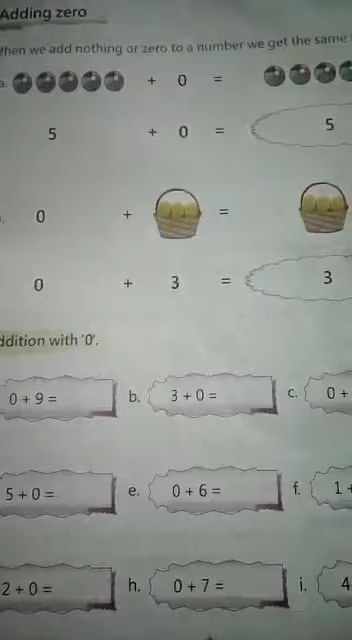 Adding zero
When we add nothing or zero to a number we get the same
a. + 0 =
5 + 0 = 5
+ =
0 + 3 = 3
ddition with '0'.
0 + 9 = b. 3 + 0 = c. 0 +
5 + 0 = e. 0 + 6 = f. 1 +
2 + 0 = h. 0 + 7 = i. 4